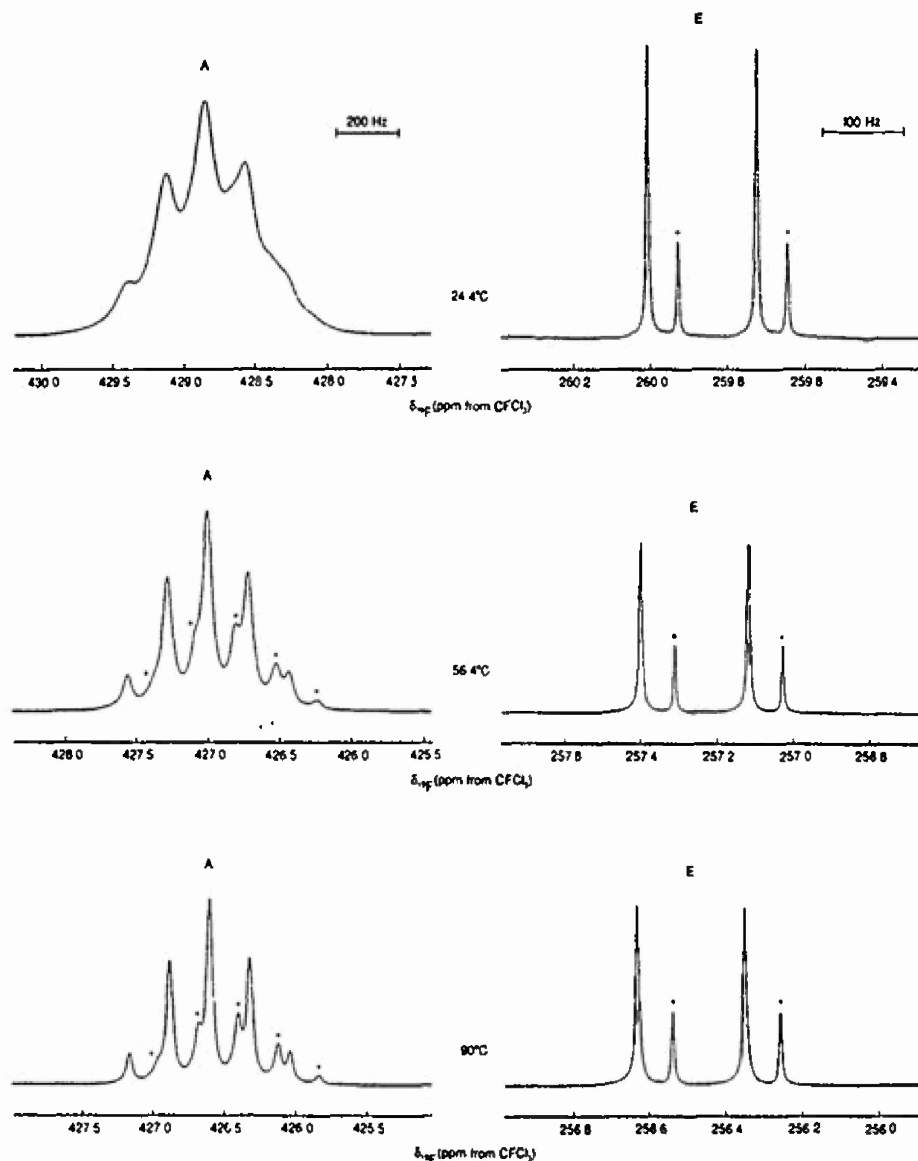 E
A
200 Hz
100 Hz
24 4°C
430 0 429.5 429.0 428.5 428.0 427.5
260.2 260.0 259.8 259.6 259.4
δ19F (ppm from CFCl3)
A
E
56 4°C
428 0 427.5 427.0 426.5 426.0 425.5
257.6 257.4 257.2 257.0 256.8
δ19F (ppm from CFCl3)
A
E
90°C
427.5 427.0 426.5 426 0 425.5
256.8 256.6 256.4 256.2 256.0
δ19F (ppm from CFCl3)